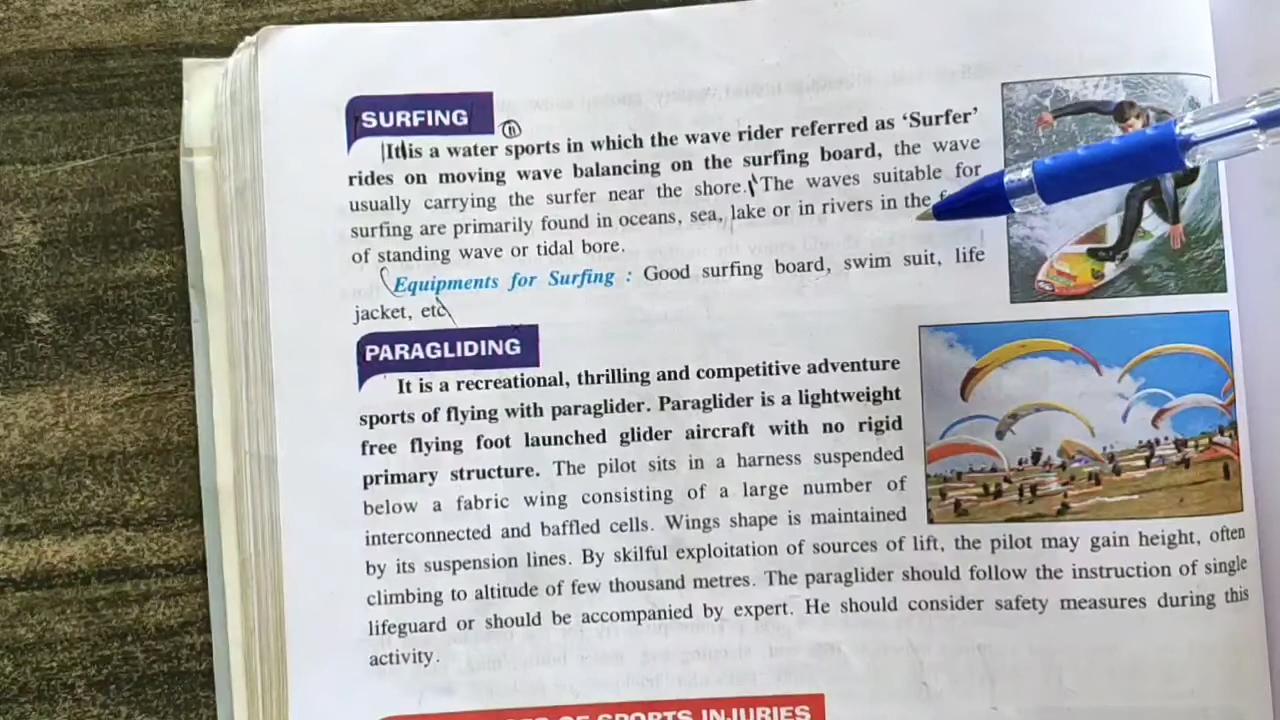 SURFING
It is a water sports in which the wave rider referred as ‘Surfer’
rides on moving wave balancing on the surfing board, the wave
usually carrying the surfer near the shore. The waves suitable for
surfing are primarily found in oceans, sea, lake or in rivers in the
of standing wave or tidal bore.
Equipments for Surfing : Good surfing board, swim suit, life
jacket, etc
PARAGLIDING
It is a recreational, thrilling and competitive adventure
sports of flying with paraglider. Paraglider is a lightweight
free flying foot launched glider aircraft with no rigid
primary structure. The pilot sits in a harness suspended
below a fabric wing consisting of a large number of
interconnected and baffled cells. Wings shape is maintained
by its suspension lines. By skilful exploitation of sources of lift, the pilot may gain height, often
climbing to altitude of few thousand metres. The paraglider should follow the instruction of single
lifeguard or should be accompanied by expert. He should consider safety measures during this
activity.
OF SPORTS INJURIES